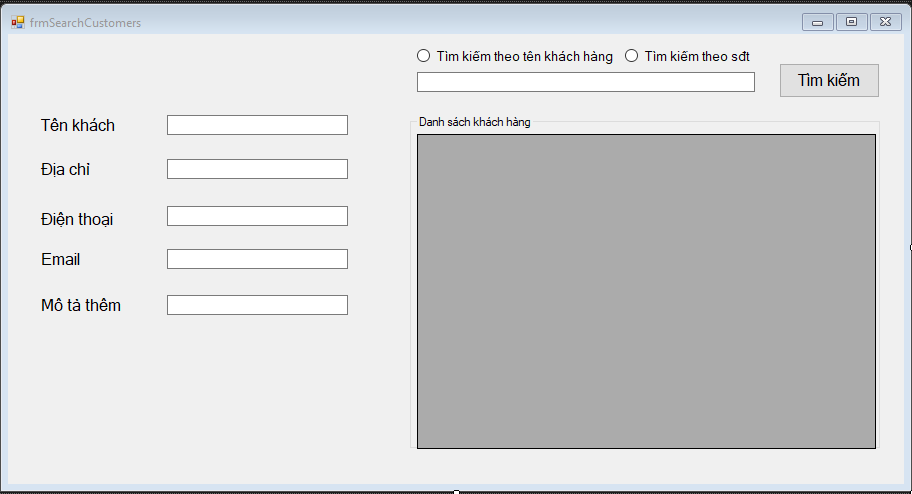 frmSearchCustomers
Tìm kiếm theo tên khách hàng
Tìm kiếm theo sđt
Tìm kiếm
Tên khách
Địa chỉ
Điện thoại
Email
Mô tả thêm
Danh sách khách hàng